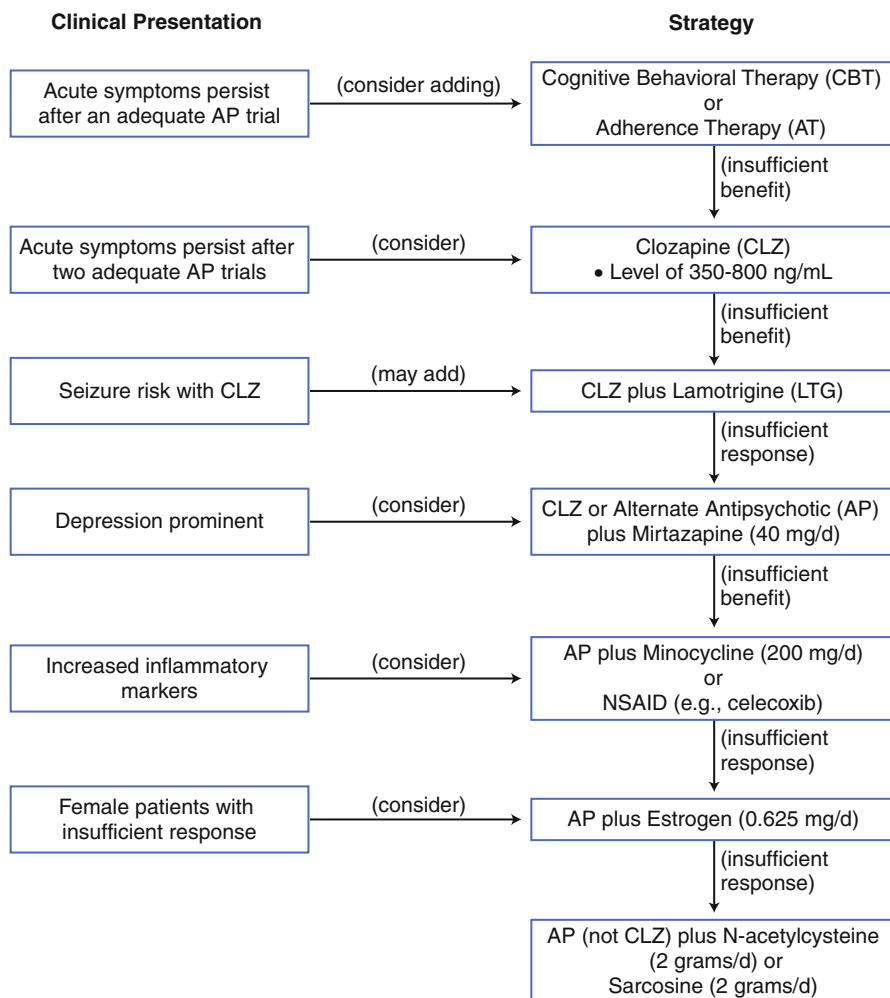 Clinical Presentation
Strategy
Acute symptoms persist
after an adequate AP trial
(consider adding)
Cognitive Behavioral Therapy (CBT)
or
Adherence Therapy (AT)
(insufficient
benefit)
Acute symptoms persist after
two adequate AP trials
(consider)
Clozapine (CLZ)
• Level of 350-800 ng/mL
(insufficient
benefit)
Seizure risk with CLZ
(may add)
CLZ plus Lamotrigine (LTG)
(insufficient
response)
Depression prominent
(consider)
CLZ or Alternate Antipsychotic (AP)
plus Mirtazapine (40 mg/d)
(insufficient
benefit)
Increased inflammatory
markers
(consider)
AP plus Minocycline (200 mg/d)
or
NSAID (e.g., celecoxib)
(insufficient
response)
Female patients with
insufficient response
(consider)
AP plus Estrogen (0.625 mg/d)
(insufficient
response)
AP (not CLZ) plus N-acetylcysteine
(2 grams/d) or
Sarcosine (2 grams/d)